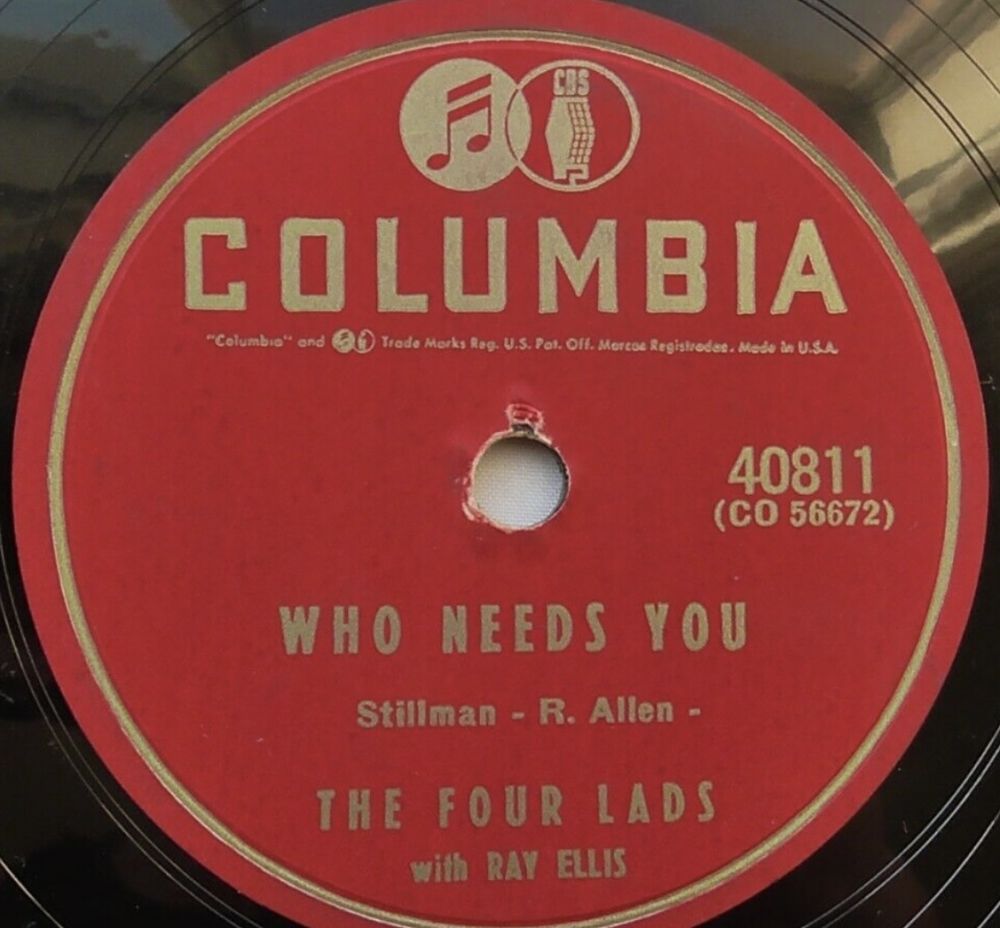 CBS
COLUMBIA
"Columbia" and Trade Marks Reg. U.S. Pat. Off. Marcas Registradas. Made in U.S.A.
40811
(CO 56672)
WHO NEEDS YOU
Stillman - R. Allen -
THE FOUR LADS
with RAY ELLIS